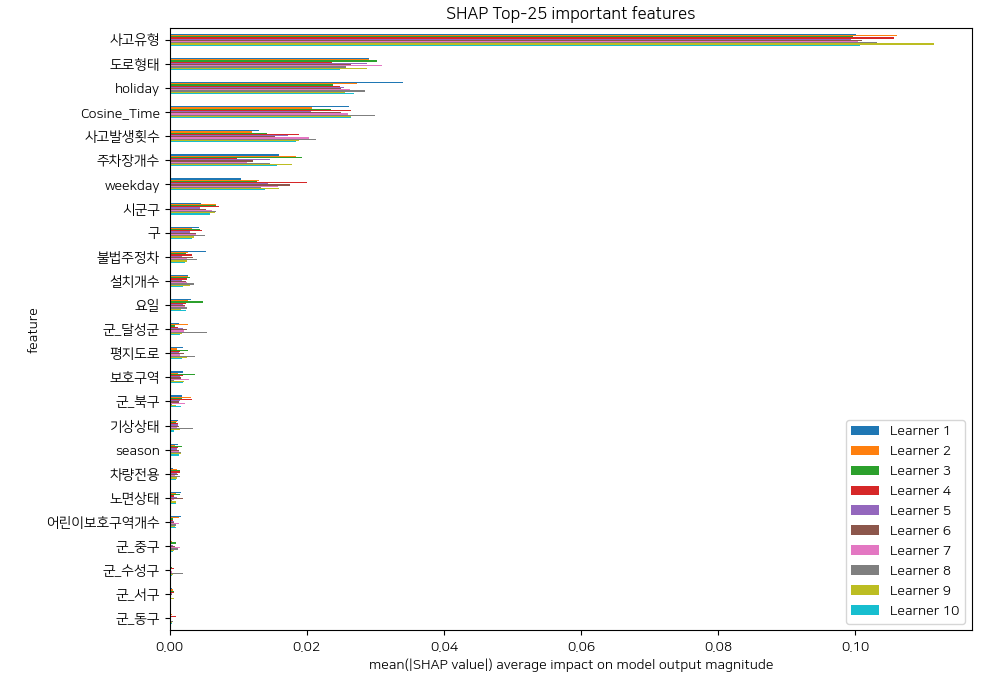 SHAP Top-25 important features
feature
사고유형
도로형태
holiday
Cosine_Time
사고발생횟수
주차장개수
weekday
시군구
구
불법주정차
설치개수
요일
군_달성군
평지도로
보호구역
군_북구
기상상태
season
차량전용
노면상태
어린이보호구역개수
군_중구
군_수성구
군_서구
군_동구
Learner 1
Learner 2
Learner 3
Learner 4
Learner 5
Learner 6
Learner 7
Learner 8
Learner 9
Learner 10
0.00 0.02 0.04 0.06 0.08 0.10
mean(|SHAP value|) average impact on model output magnitude